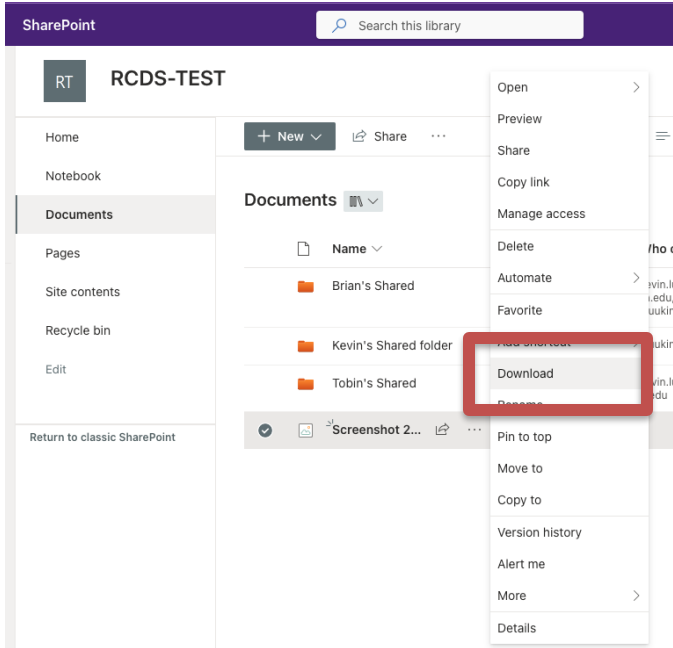 SharePoint
Search this library
RT
RCDS-TEST
Home
Notebook
Documents
Pages
Site contents
Recycle bin
Edit
Return to classic SharePoint
New
Share
Documents
Name
Brian's Shared
Kevin's Shared folder
Tobin's Shared
Screenshot 2...
Open
Preview
Share
Copy link
Manage access
Delete
Automate
Favorite
Add shortcut
Download
Rename
Pin to top
Move to
Copy to
Version history
Alert me
More
Details